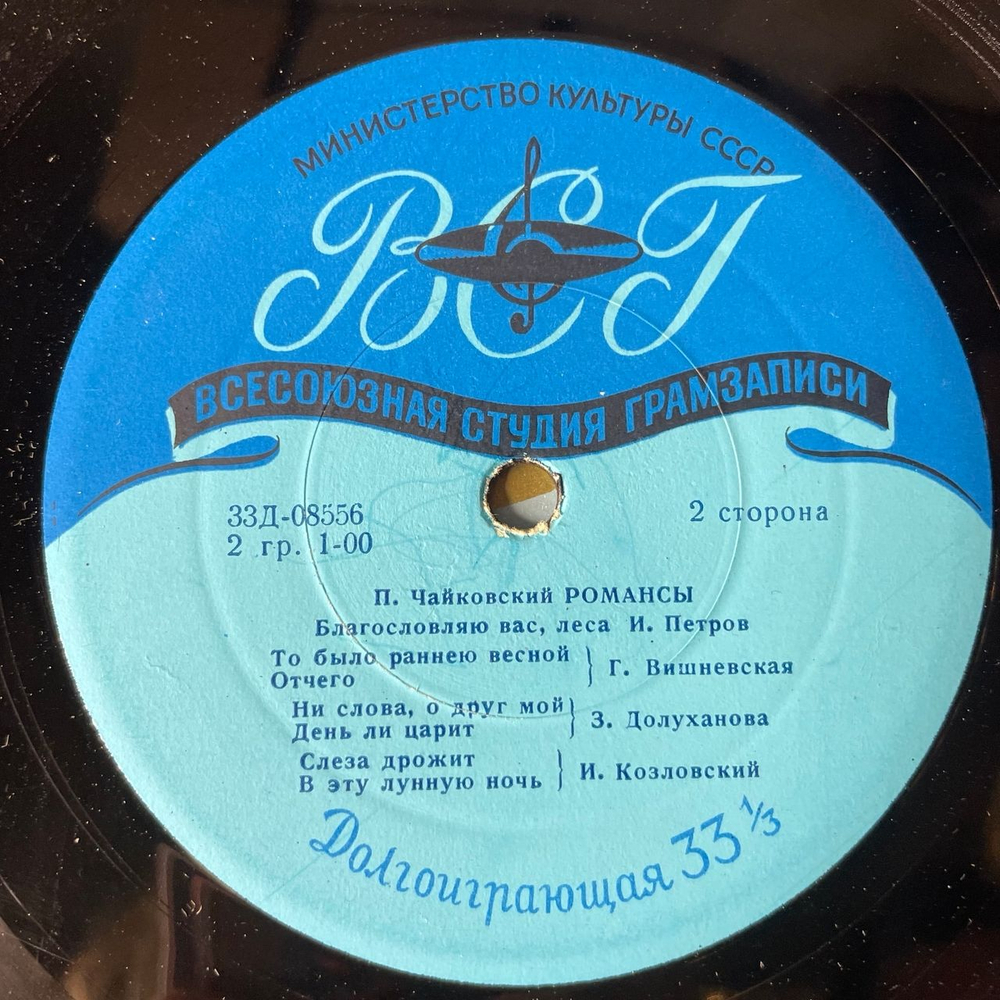 МИНИСТЕРСТВО КУЛЬТУРЫ СССР
ВСГ
ВСЕСОЮЗНАЯ СТУДИЯ ГРАМЗАПИСИ
33Д-08556
2 сторона
2 гр. 1-00
П. Чайковский РОМАНСЫ
Благословляю вас, леса И. Петров
То было раннею весной
Отчего
} Г. Вишневская
Ни слова, о друг мой
День ли царит
} З. Долуханова
Слеза дрожит
В эту лунную ночь
} И. Козловский
Долгоиграющая 33 1/3